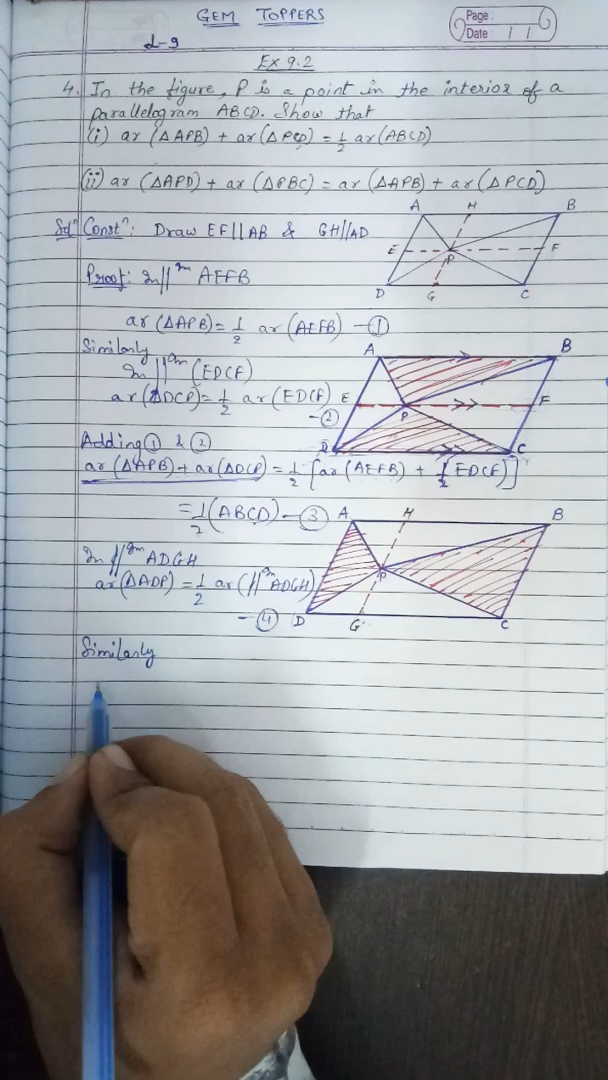 GEM TOPPERS
Page :
Date : / /
L-9
Ex 9.2
4. In the figure, P is a point in the interior of a
parallelogram ABCD. Show that
(i) ar (△APB) + ar (△PCD) = 1/2 ar(ABCD)
(ii) ar (△APD) + ar (△PBC) = ar (△APB) + ar (△PCD)
A H B
Solⁿ Constⁿ: Draw EF||AB & GH||AD
E P F
Proof: In ||gm AEFB
D G C
ar (△APB) = 1/2 ar (AEFB) —①
Similarly
A B
In ||gm (EDCF)
ar (△DCP) = 1/2 ar (EDCF)
E P F
—②
Adding ① & ②
D C
ar (△APB) + ar (△DCP) = 1/2 [ar (AEFB) + 1/2 (EDCF)]
= 1/2 (ABCD) —③
A H B
In ||gm ADGH
ar (△ADP) = 1/2 ar (||gm ADGH)
P
—④
D G C
Similarly